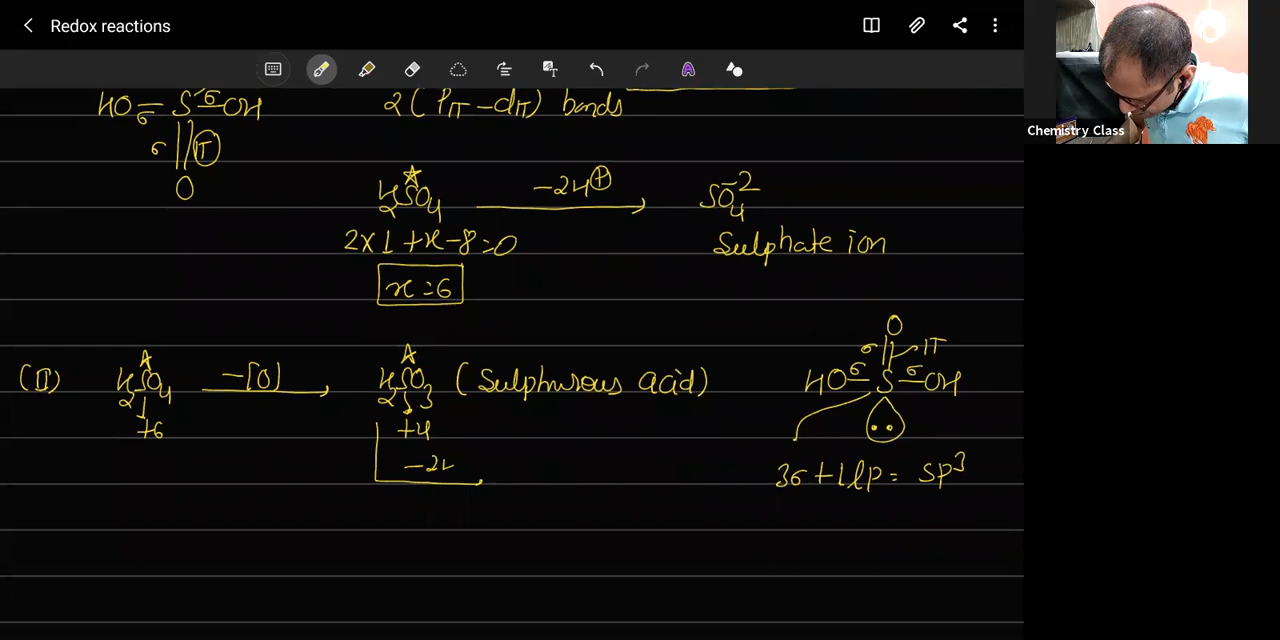 Redox reactions
Chemistry Class
HO σ S σ OH
2(Pπ-dπ) bonds
σ || π
O
H2SO4 -2H⊕ → SO4-2
2×1+x-8=0
Sulphate ion
x=6
O
σ || π
(II) H2SO4 -[O] → H2SO3 (Sulphurous acid)
HO σ S σ OH
+6
+4
-2H
3σ+1lp= SP3